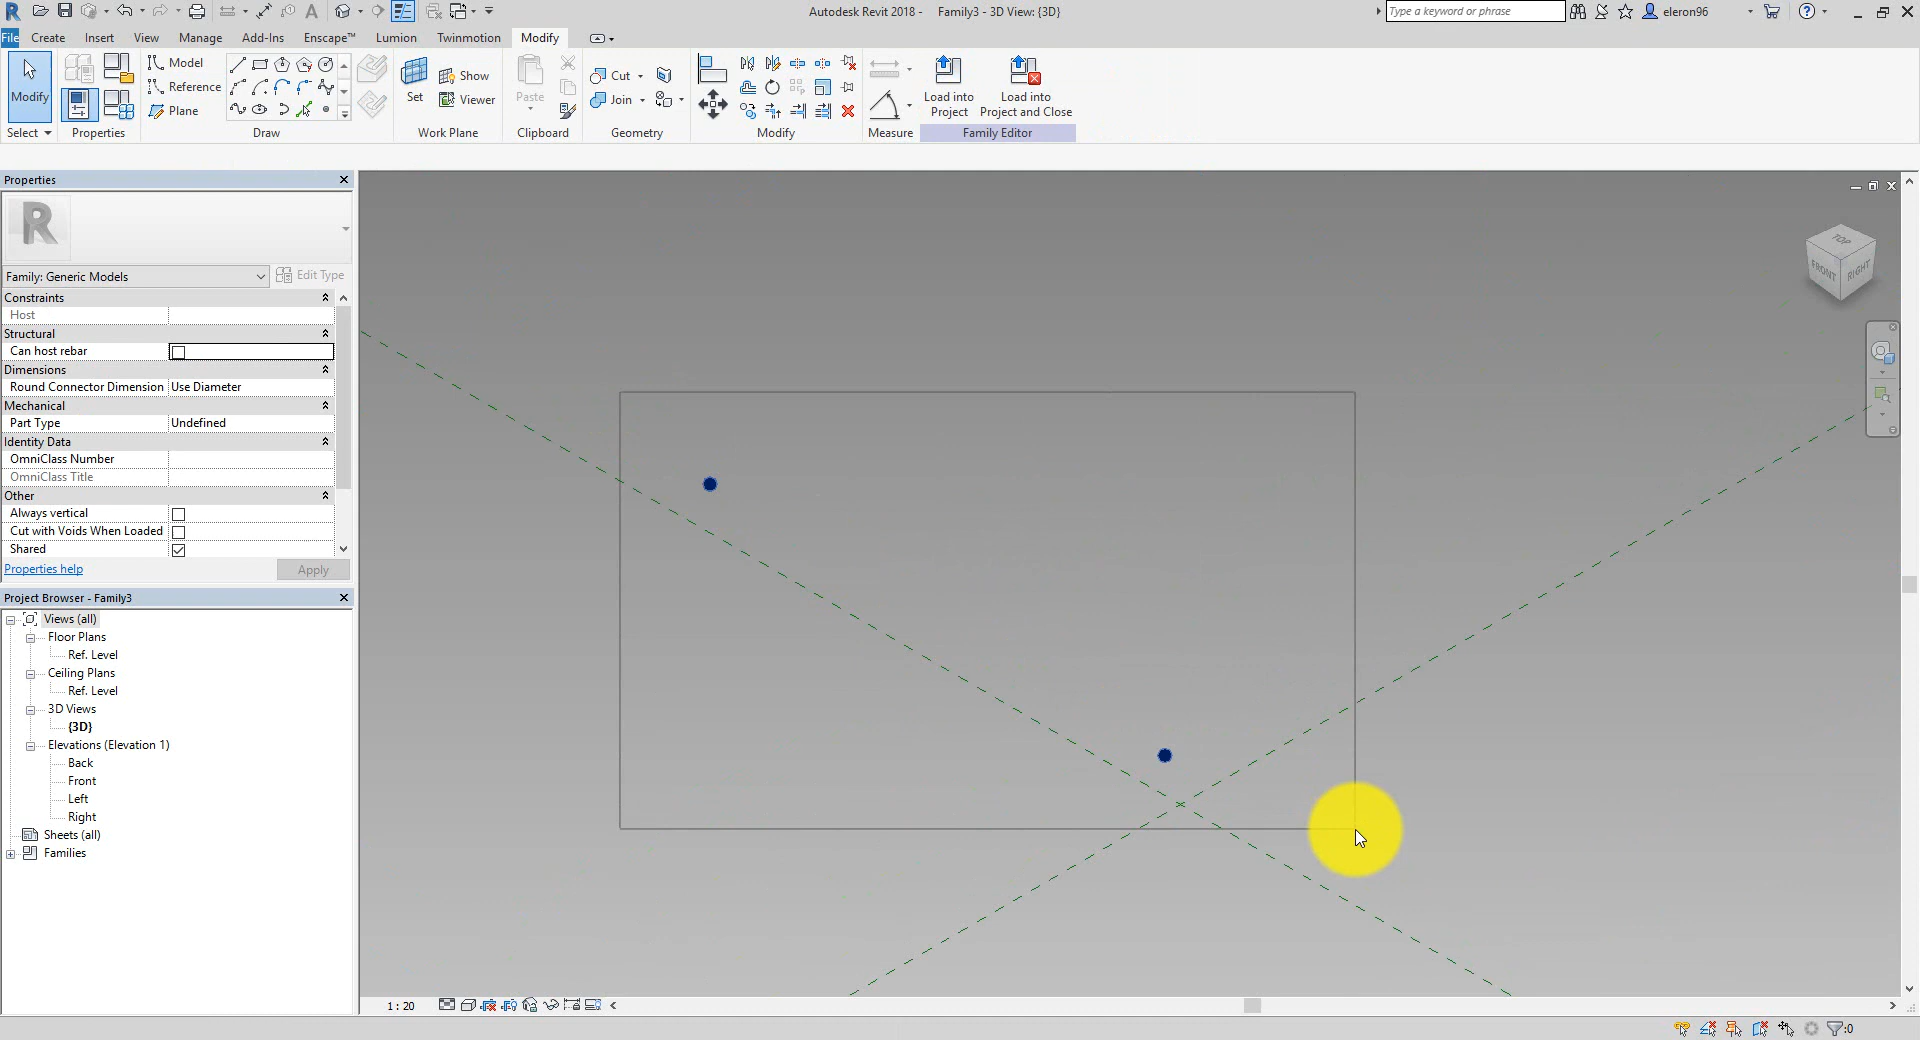 Autodesk Revit 2018 - Family3 - 3D View: {3D}
Type a keyword or phrase
eleron96
File Create Insert View Manage Add-Ins Enscape™ Lumion Twinmotion Modify
Modify
Select
Properties
Model
Reference
Plane
Draw
Set
Show
Viewer
Work Plane
Paste
Clipboard
Cut
Join
Geometry
Modify
Measure
Load into
Project
Load into
Project and Close
Family Editor
Properties
Family: Generic Models
Edit Type
Constraints
Host
Structural
Can host rebar
Dimensions
Round Connector Dimension Use Diameter
Mechanical
Part Type Undefined
Identity Data
OmniClass Number
OmniClass Title
Other
Always vertical
Cut with Voids When Loaded
Shared
Properties help
Apply
Project Browser - Family3
Views (all)
Floor Plans
Ref. Level
Ceiling Plans
Ref. Level
3D Views
{3D}
Elevations (Elevation 1)
Back
Front
Left
Right
Sheets (all)
Families
TOP
FRONT
RIGHT
1 : 20
:0